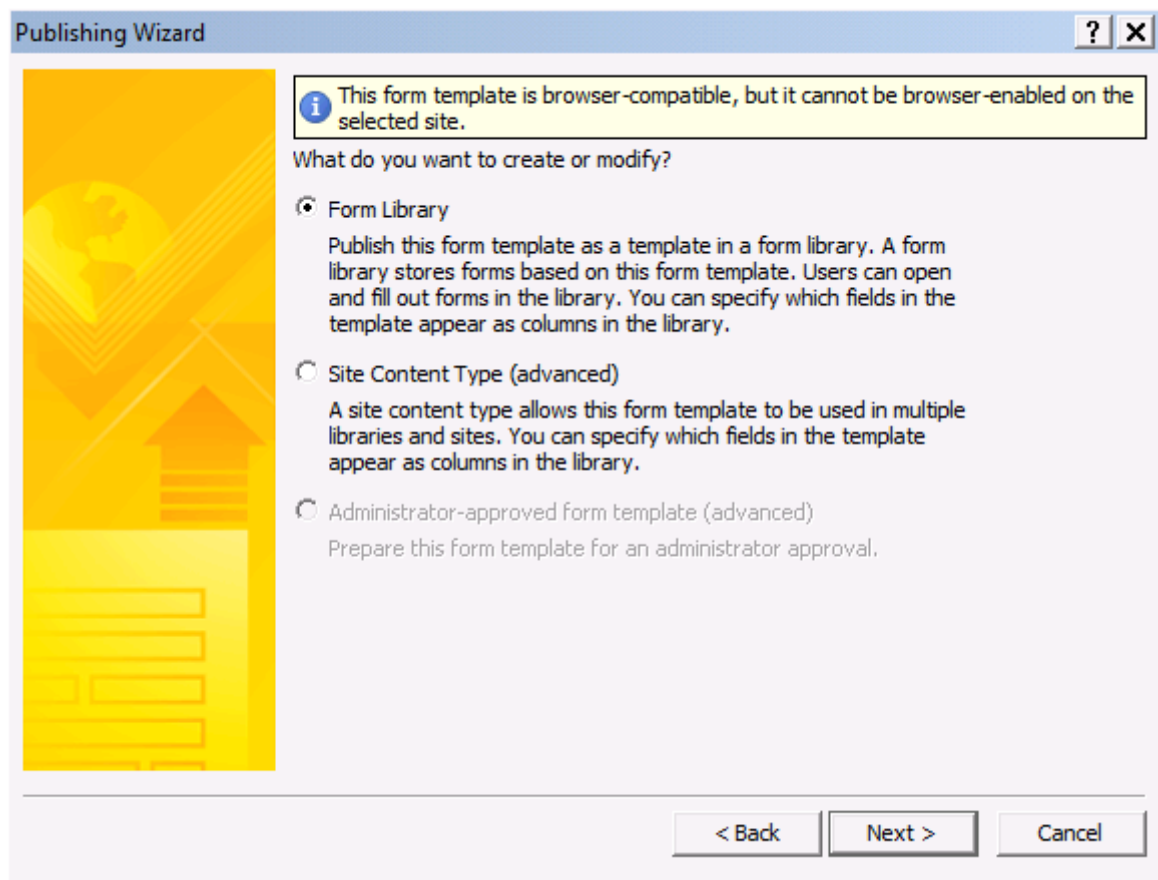 Publishing Wizard
? X
This form template is browser-compatible, but it cannot be browser-enabled on the
selected site.
What do you want to create or modify?
Form Library
Publish this form template as a template in a form library. A form
library stores forms based on this form template. Users can open
and fill out forms in the library. You can specify which fields in the
template appear as columns in the library.
Site Content Type (advanced)
A site content type allows this form template to be used in multiple
libraries and sites. You can specify which fields in the template
appear as columns in the library.
Administrator-approved form template (advanced)
Prepare this form template for an administrator approval.
< Back Next > Cancel